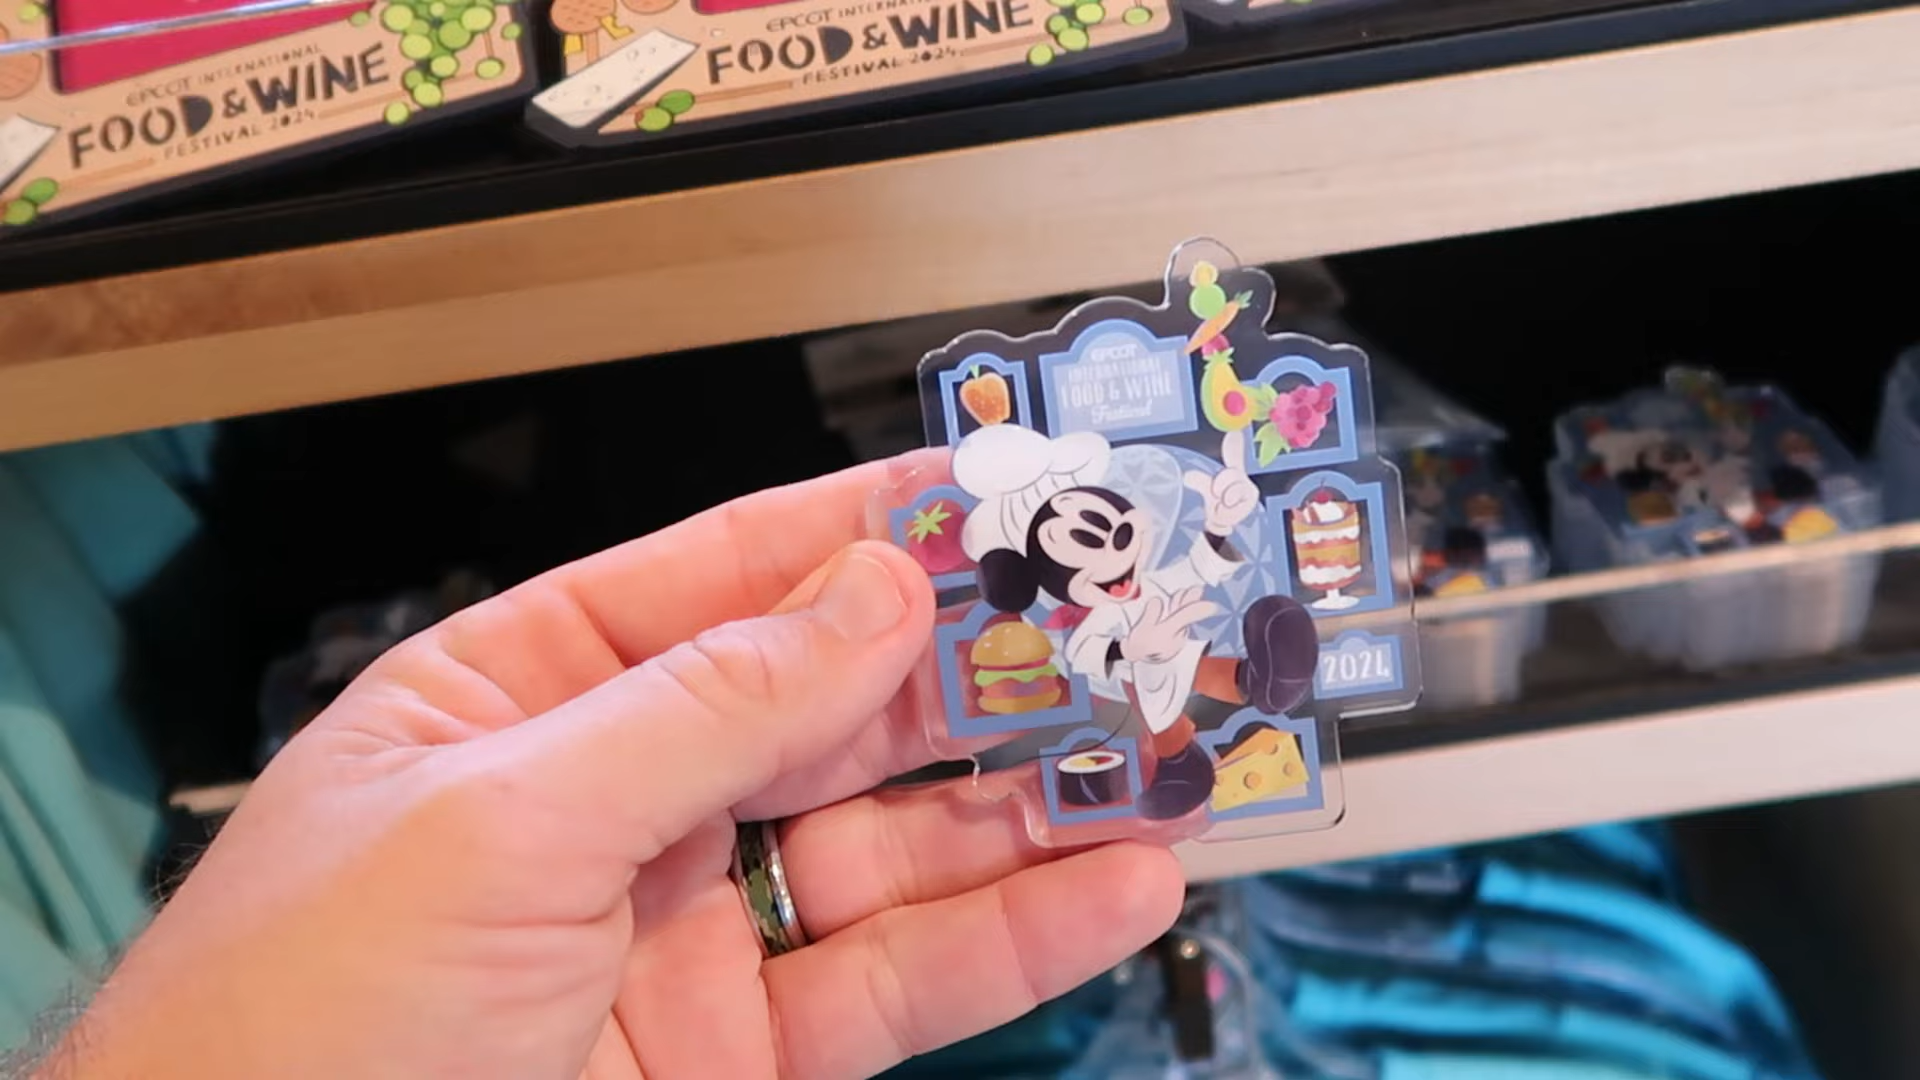 EPCOT INTERNATIONAL
FOOD & WINE
FESTIVAL 2024
EPCOT INTERNATIONAL
FOOD & WINE
FESTIVAL 2024
EPCOT
INTERNATIONAL
FOOD & WINE
Festival
2024